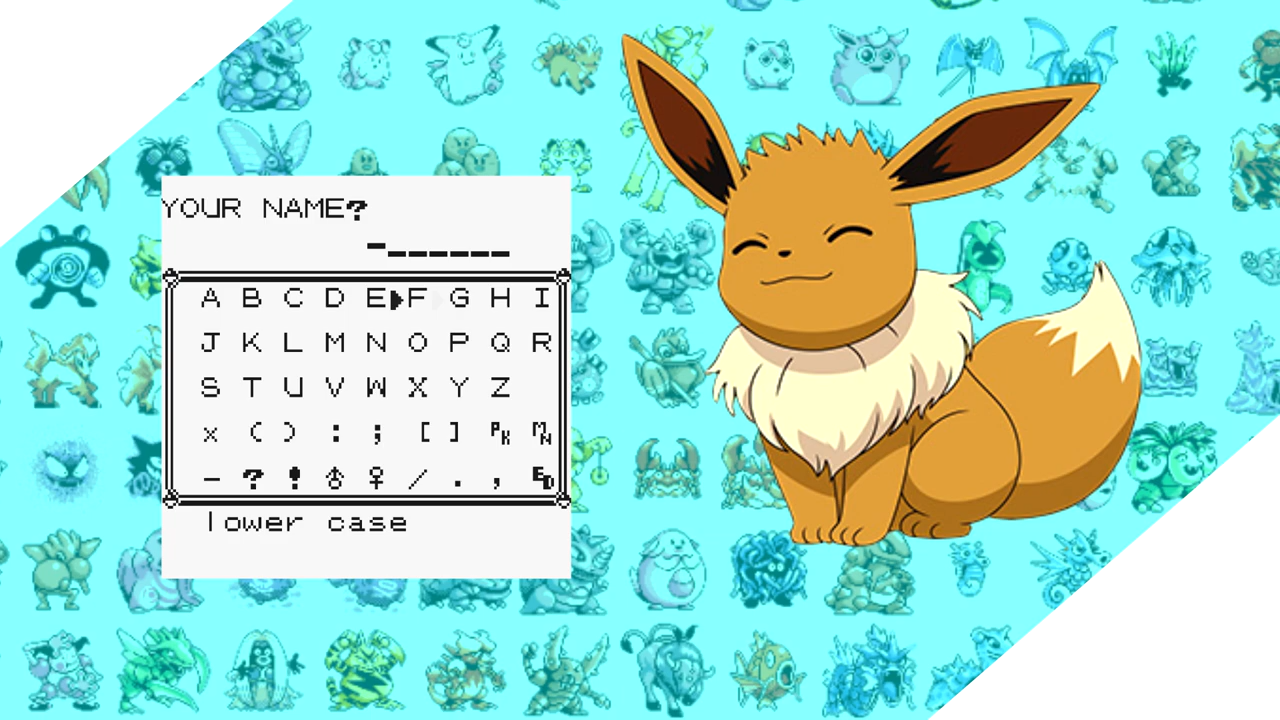 YOUR NAME?
A B C D E F G H I
J K L M N O P Q R
S T U V W X Y Z
× ( ) : ; [ ] PK MN
- ? ! ♂ ♀ / . , ED
lower case